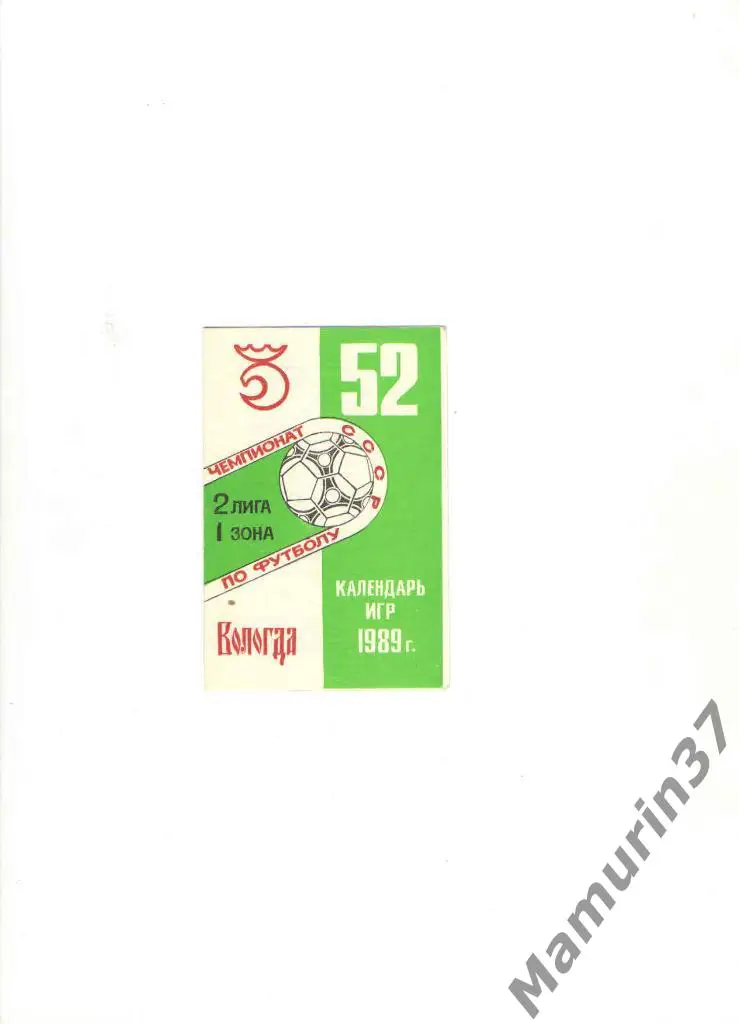 52
ЧЕМПИОНАТ
СССР
ПО ФУТБОЛУ
2 ЛИГА
1 ЗОНА
КАЛЕНДАРЬ
ИГР
1989 г.
Вологда
Mamurin37